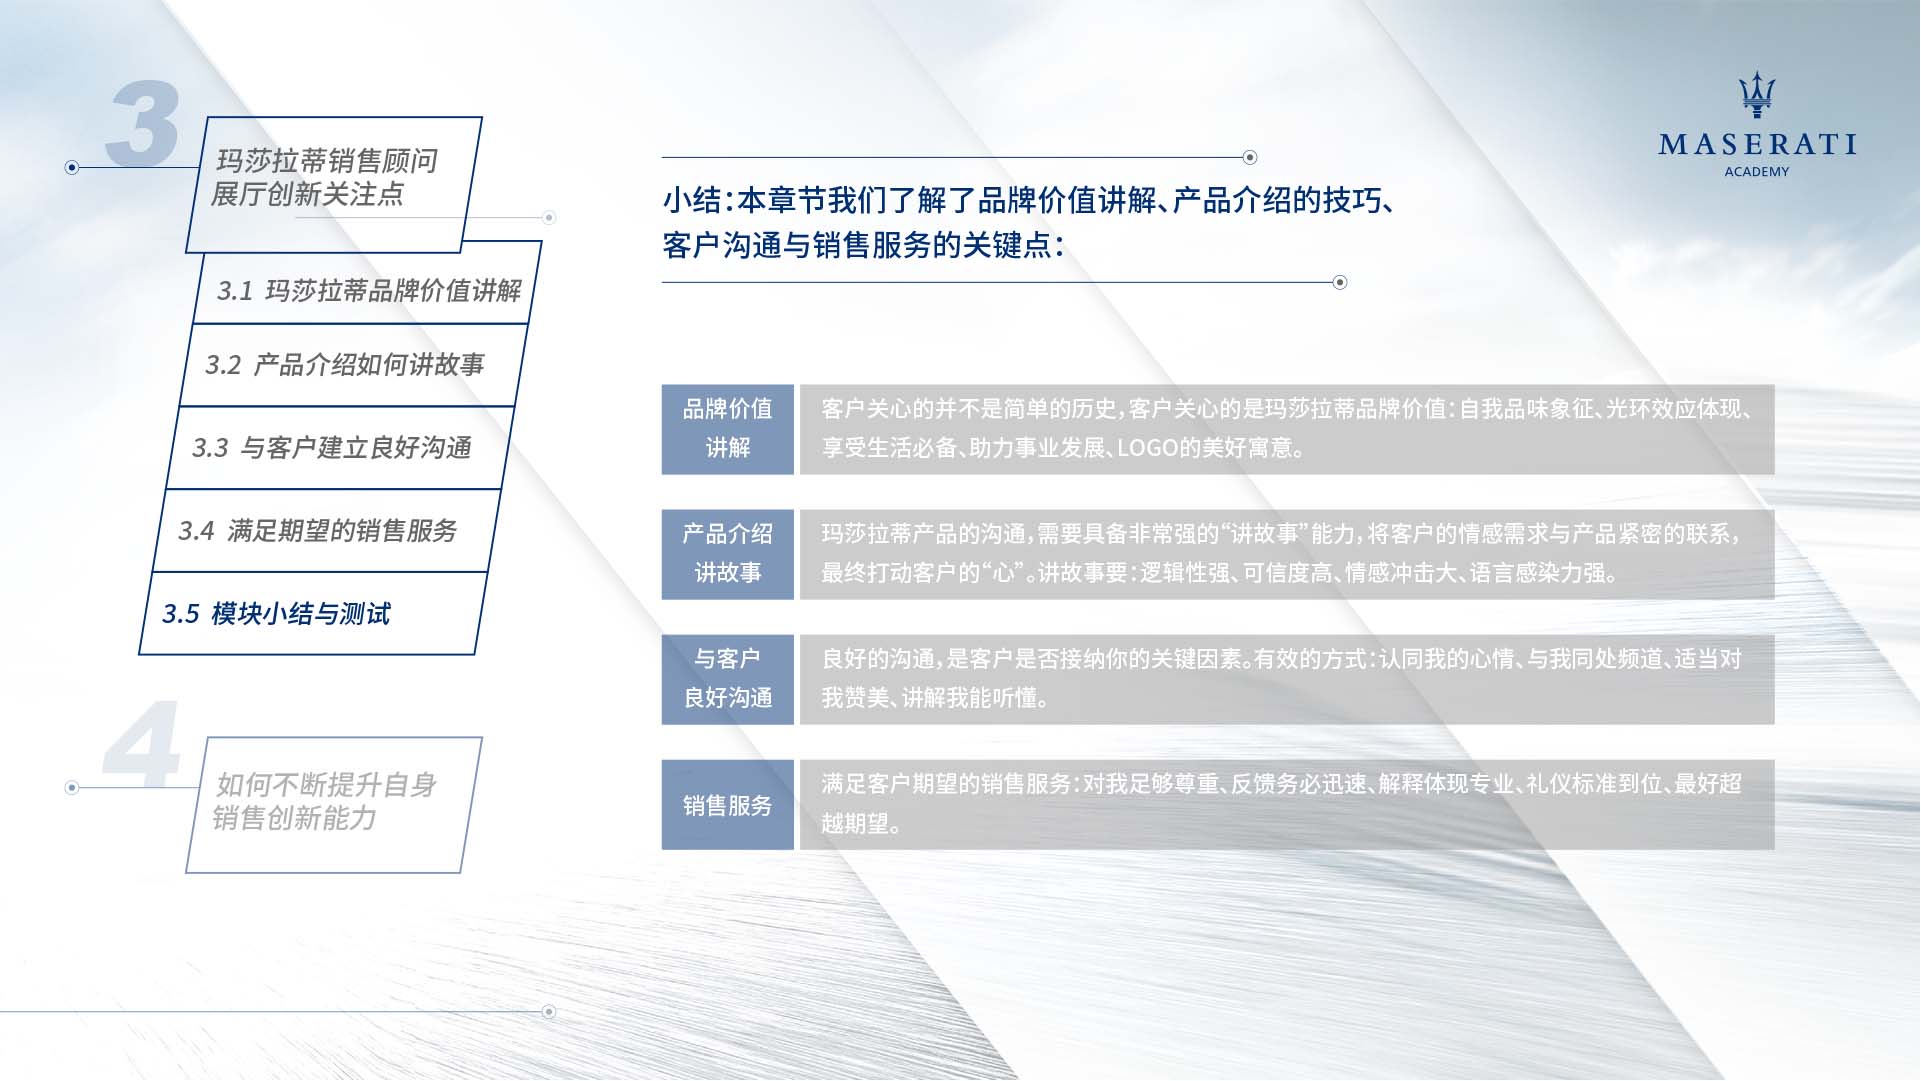 3
玛莎拉蒂销售顾问
展厅创新关注点
3.1 玛莎拉蒂品牌价值讲解
3.2 产品介绍如何讲故事
3.3 与客户建立良好沟通
3.4 满足期望的销售服务
3.5 模块小结与测试
4
如何不断提升自身
销售创新能力
MASERATI
ACADEMY
小结：本章节我们了解了品牌价值讲解、产品介绍的技巧、
客户沟通与销售服务的关键点：
品牌价值
讲解
客户关心的并不是简单的历史，客户关心的是玛莎拉蒂品牌价值：自我品味象征、光环效应体现、
享受生活必备、助力事业发展、LOGO的美好寓意。
产品介绍
讲故事
玛莎拉蒂产品的沟通，需要具备非常强的“讲故事”能力，将客户的情感需求与产品紧密的联系，
最终打动客户的“心”。讲故事要：逻辑性强、可信度高、情感冲击大、语言感染力强。
与客户
良好沟通
良好的沟通，是客户是否接纳你的关键因素。有效的方式：认同我的心情、与我同处频道、适当对
我赞美、讲解我能听懂。
销售服务
满足客户期望的销售服务：对我足够尊重、反馈务必迅速、解释体现专业、礼仪标准到位、最好超
越期望。